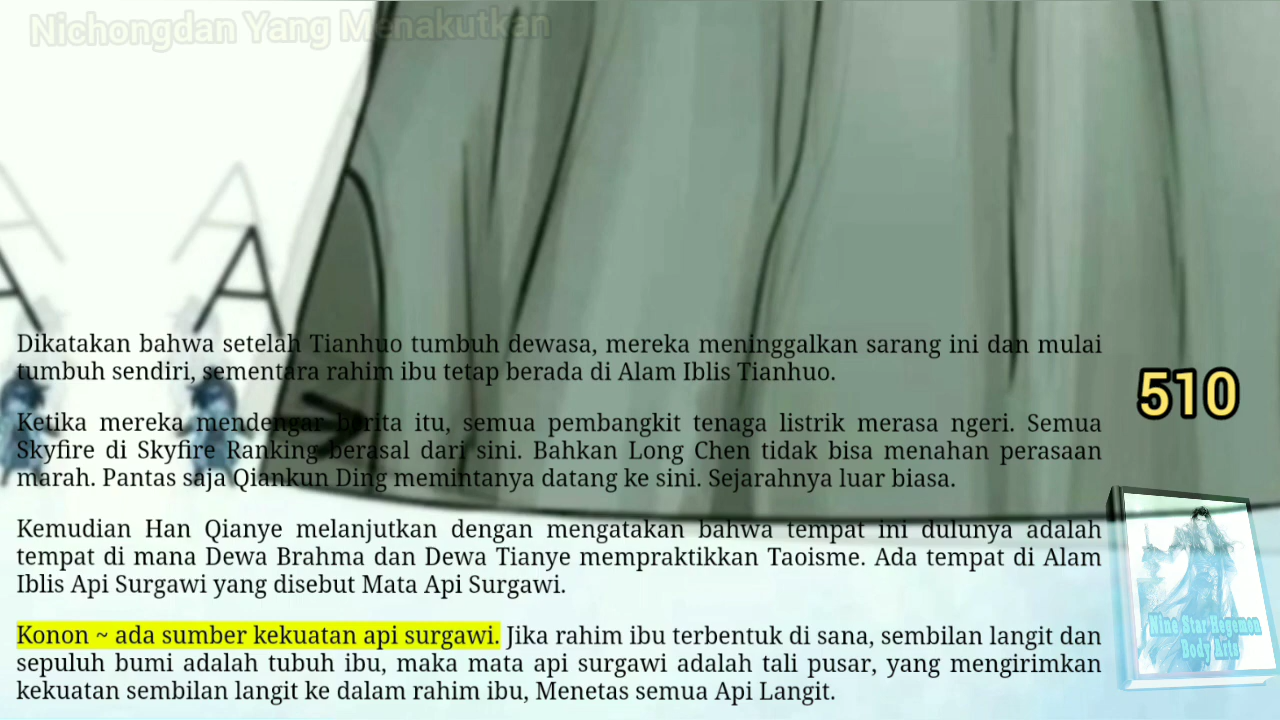 Nichongdan Yang Menakutkan
A A
A
Dikatakan bahwa setelah Tianhuo tumbuh dewasa, mereka meninggalkan sarang ini dan mulai
tumbuh sendiri, sementara rahim ibu tetap berada di Alam Iblis Tianhuo.
510
Ketika mereka mendengar berita itu, semua pembangkit tenaga listrik merasa ngeri. Semua
Skyfire di Skyfire Ranking berasal dari sini. Bahkan Long Chen tidak bisa menahan perasaan
marah. Pantas saja Qiankun Ding memintanya datang ke sini. Sejarahnya luar biasa.
Kemudian Han Qianye melanjutkan dengan mengatakan bahwa tempat ini dulunya adalah
tempat di mana Dewa Brahma dan Dewa Tianye mempraktikkan Taoisme. Ada tempat di Alam
Iblis Api Surgawi yang disebut Mata Api Surgawi.
Konon ~ ada sumber kekuatan api surgawi. Jika rahim ibu terbentuk di sana, sembilan langit dan
sepuluh bumi adalah tubuh ibu, maka mata api surgawi adalah tali pusar, yang mengirimkan
kekuatan sembilan langit ke dalam rahim ibu, Menetas semua Api Langit.
Nine Star Hegemon
Body Arts